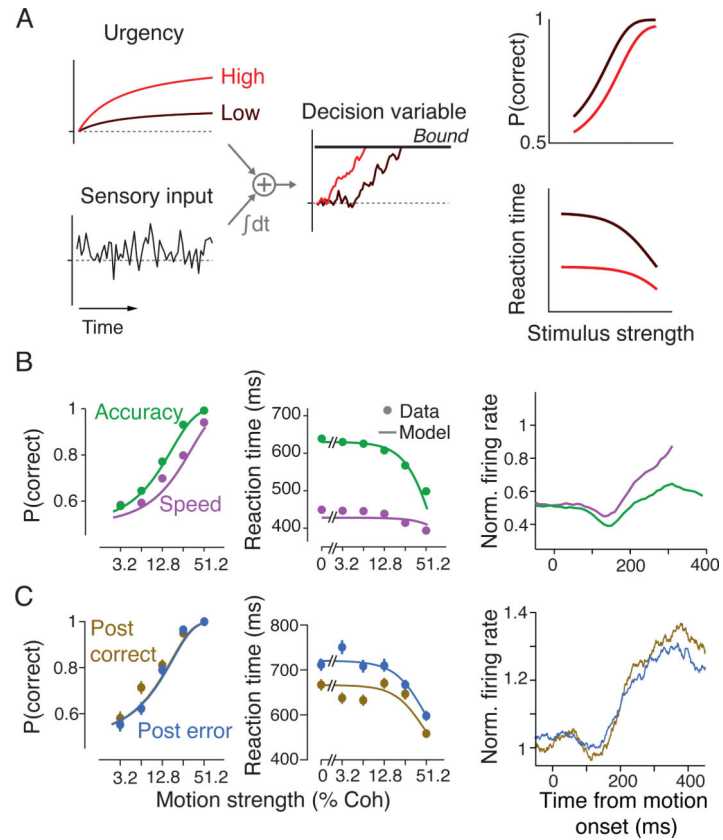 A
Urgency
High
Low
Sensory input
Time
∫dt
+
Decision variable
Bound
P(correct)
1
0.5
Reaction time
Stimulus strength
B
P(correct)
1
0.8
0.6
Accuracy
Speed
3.2 12.8 51.2
Reaction time (ms)
700
600
500
400
Data
Model
0 3.2 12.8 51.2
Norm. firing rate
1
0.8
0.6
0.4
0 200 400
C
P(correct)
1
0.8
0.6
Post
correct
Post error
3.2 12.8 51.2
Reaction time (ms)
800
700
600
400
0 3.2 12.8 51.2
Motion strength (% Coh)
Norm. firing rate
1.4
1.2
1
0 200 400
Time from motion
onset (ms)